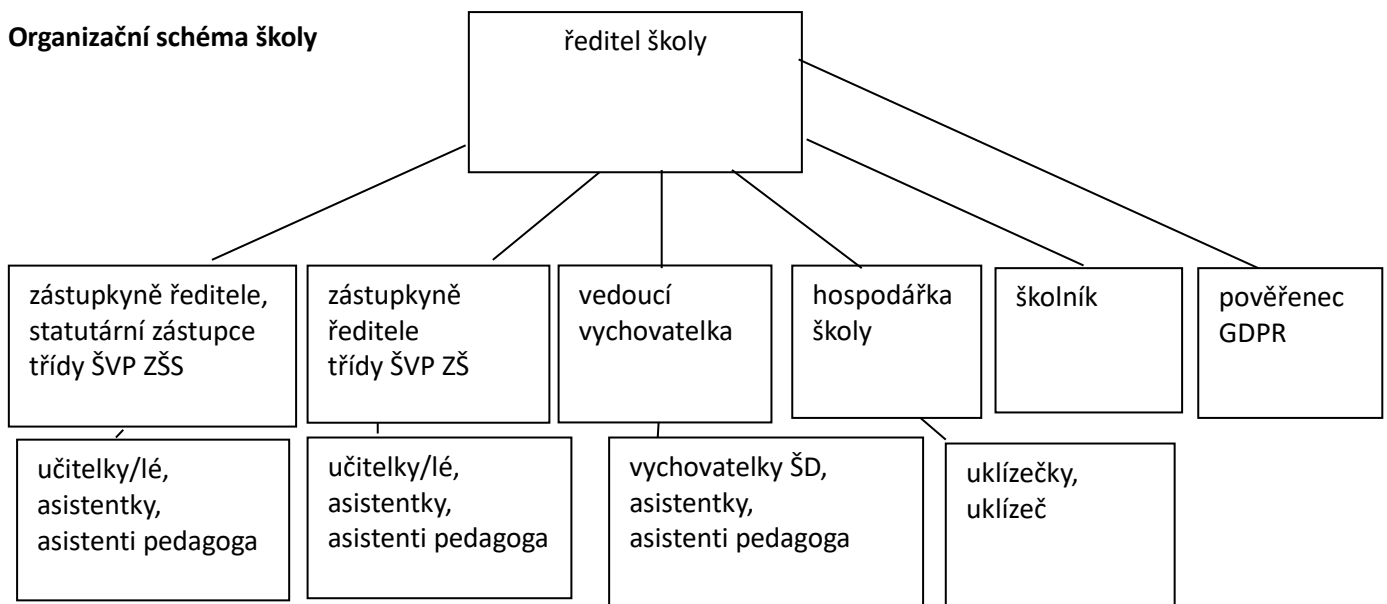 Organizační schéma školy
ředitel školy
zástupkyně ředitele,
statutární zástupce
třídy ŠVP ZŠS
zástupkyně
ředitele
třídy ŠVP ZŠ
vedoucí
vychovatelka
hospodářka
školy
školník
pověřenec
GDPR
učitelky/lé,
asistentky,
asistenti pedagoga
učitelky/lé,
asistentky,
asistenti pedagoga
vychovatelky ŠD,
asistentky,
asistenti pedagoga
uklízečky,
uklízeč